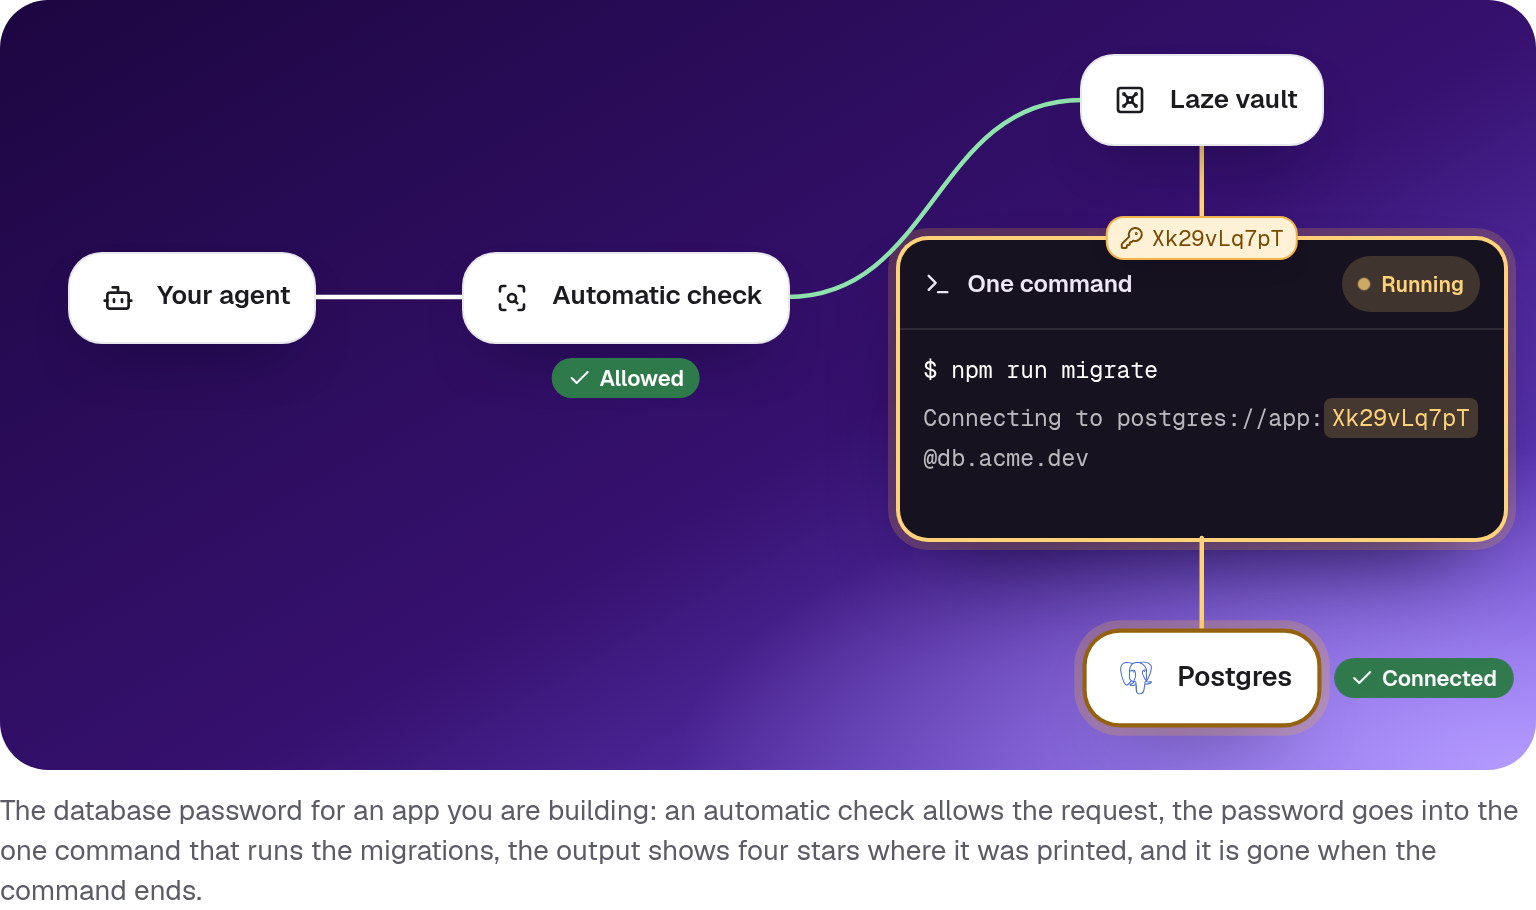 Laze vault
Xk29vLq7pT
Your agent
Automatic check
Allowed
One command
Running
$ npm run migrate
Connecting to postgres://app:Xk29vLq7pT
@db.acme.dev
Postgres
Connected
The database password for an app you are building: an automatic check allows the request, the password goes into the
one command that runs the migrations, the output shows four stars where it was printed, and it is gone when the
command ends.